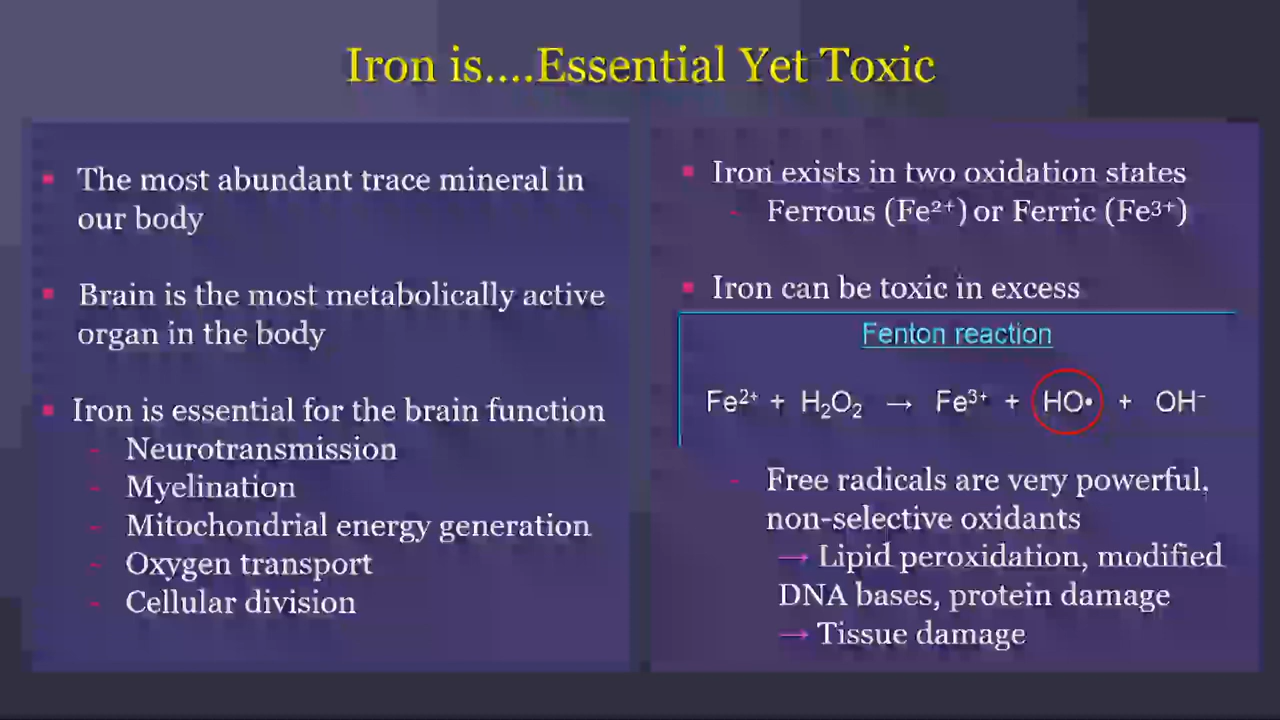 Iron is....Essential Yet Toxic
▪ The most abundant trace mineral in
our body
▪ Brain is the most metabolically active
organ in the body
▪ Iron is essential for the brain function
- Neurotransmission
- Myelination
- Mitochondrial energy generation
- Oxygen transport
- Cellular division
▪ Iron exists in two oxidation states
- Ferrous (Fe²⁺) or Ferric (Fe³⁺)
▪ Iron can be toxic in excess
Fenton reaction
Fe²⁺ + H₂O₂ → Fe³⁺ + HO• + OH⁻
- Free radicals are very powerful,
non-selective oxidants
→ Lipid peroxidation, modified
DNA bases, protein damage
→ Tissue damage